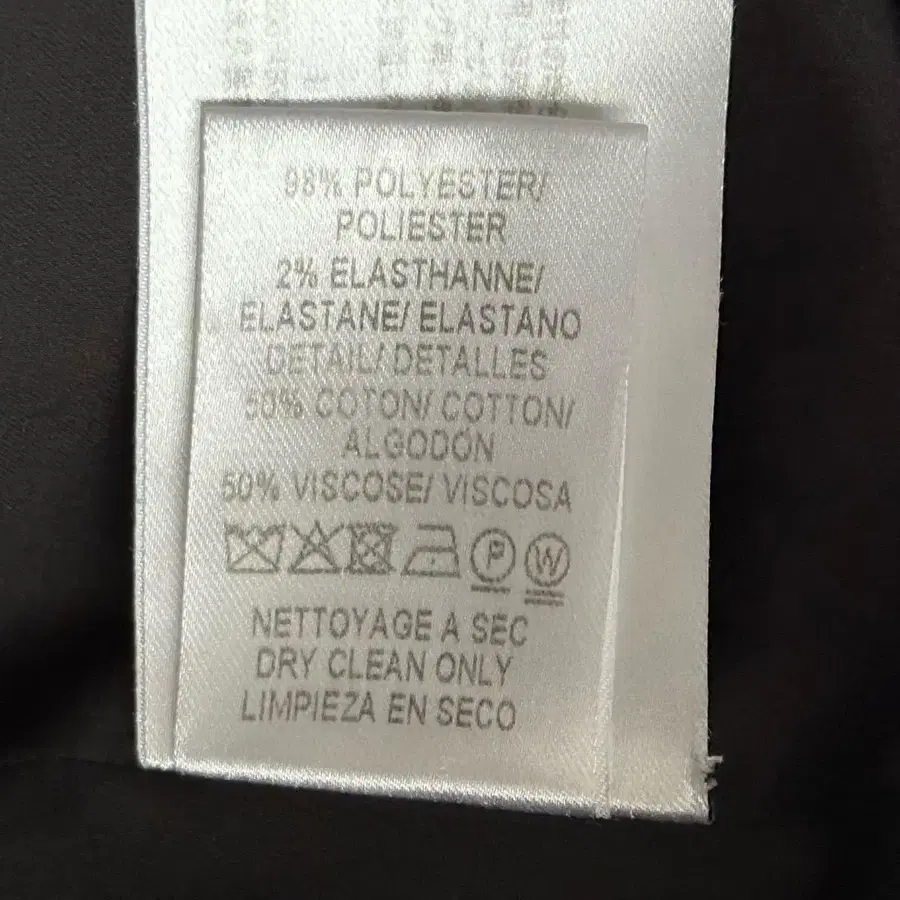 98% POLYESTER/
POLIESTER
2% ELASTHANNE/
ELASTANE/ ELASTANO
DETAIL/ DETALLES
50% COTON/ COTTON/
ALGODÓN
50% VISCOSE/ VISCOSA
P W
NETTOYAGE A SEC
DRY CLEAN ONLY
LIMPIEZA EN SECO